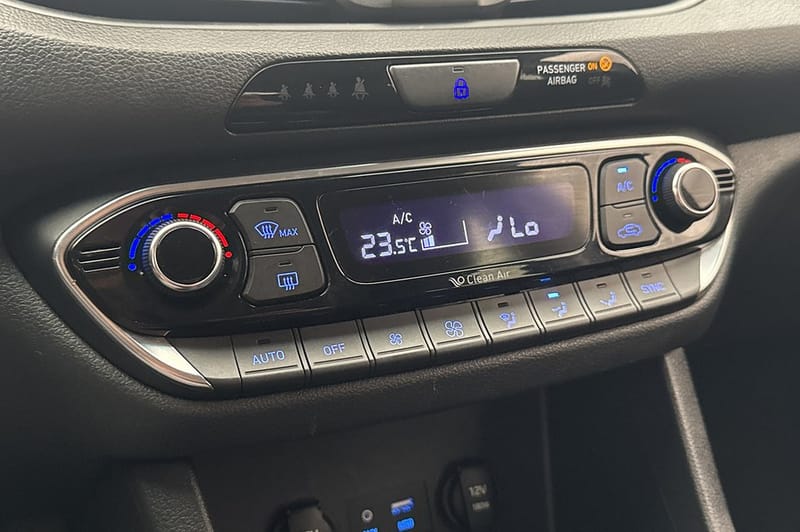 PASSENGER ON
AIRBAG OFF
MAX
A/C
23.5°C
Lo
Clean Air
A/C
AUTO
OFF
SYNC
12V